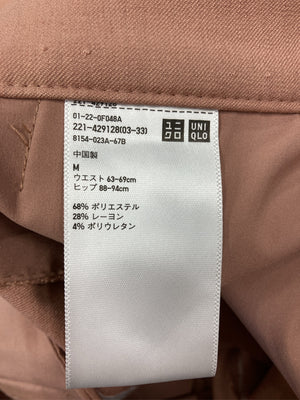 01-22-0F048A
221-429128(03-33)
8154-023A-67B
ユニクロ
UNIQLO
中国製
M
ウエスト 63-69cm
ヒップ 88-94cm
68% ポリエステル
28% レーヨン
4% ポリウレタン